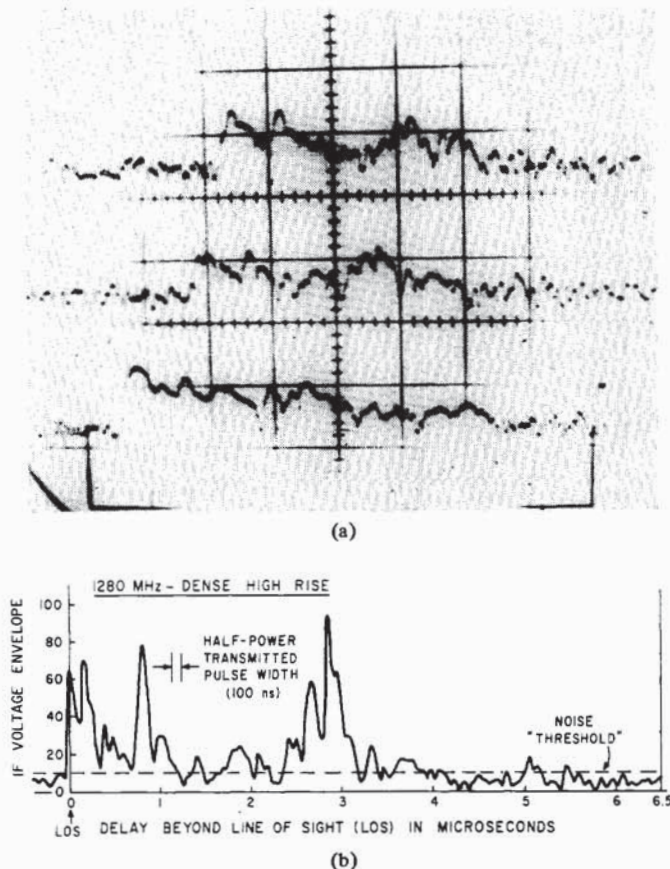 (a)
1280 MHz – DENSE HIGH RISE
IF VOLTAGE ENVELOPE
100
80
60
40
20
0
HALF-POWER
TRANSMITTED
PULSE WIDTH
(100 ns)
NOISE
"THRESHOLD"
0 1 2 3 4 5 6 6.5
LOS DELAY BEYOND LINE OF SIGHT (LOS) IN MICROSECONDS
(b)